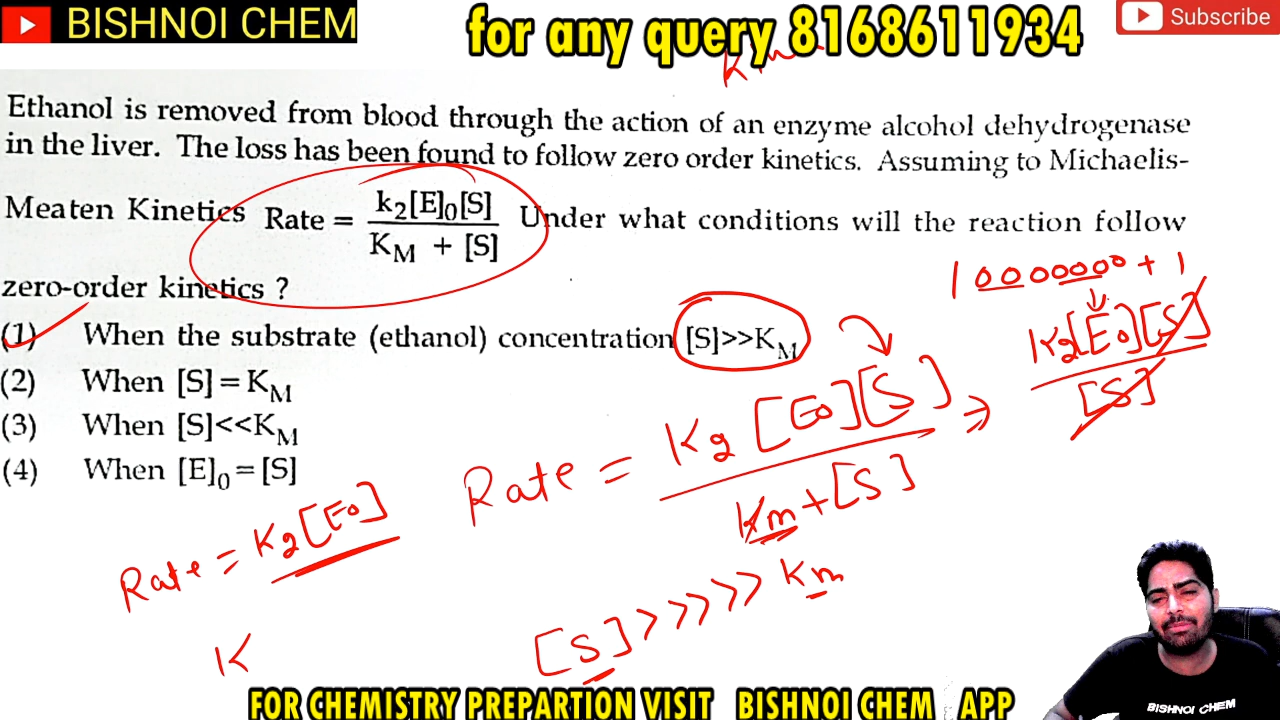 BISHNOI CHEM
for any query 8168611934
Subscribe
Ethanol is removed from blood through the action of an enzyme alcohol dehydrogenase
in the liver. The loss has been found to follow zero order kinetics. Assuming to Michaelis-
Meaten Kinetics Rate = k₂[E]₀[S] / K_M + [S] Under what conditions will the reaction follow
zero-order kinetics ?
(1) When the substrate (ethanol) concentration [S]>>K_M
(2) When [S] = K_M
(3) When [S]<<K_M
(4) When [E]₀ = [S]
10000000 + 1
Rate = K₂ [E₀][S] / Km + [S] ⇒ K₂[E₀][S] / [S]
Rate = K₂[E₀]
[S] >>>>> Km
K
BISHNOI CHEM
FOR CHEMISTRY PREPARTION VISIT BISHNOI CHEM APP